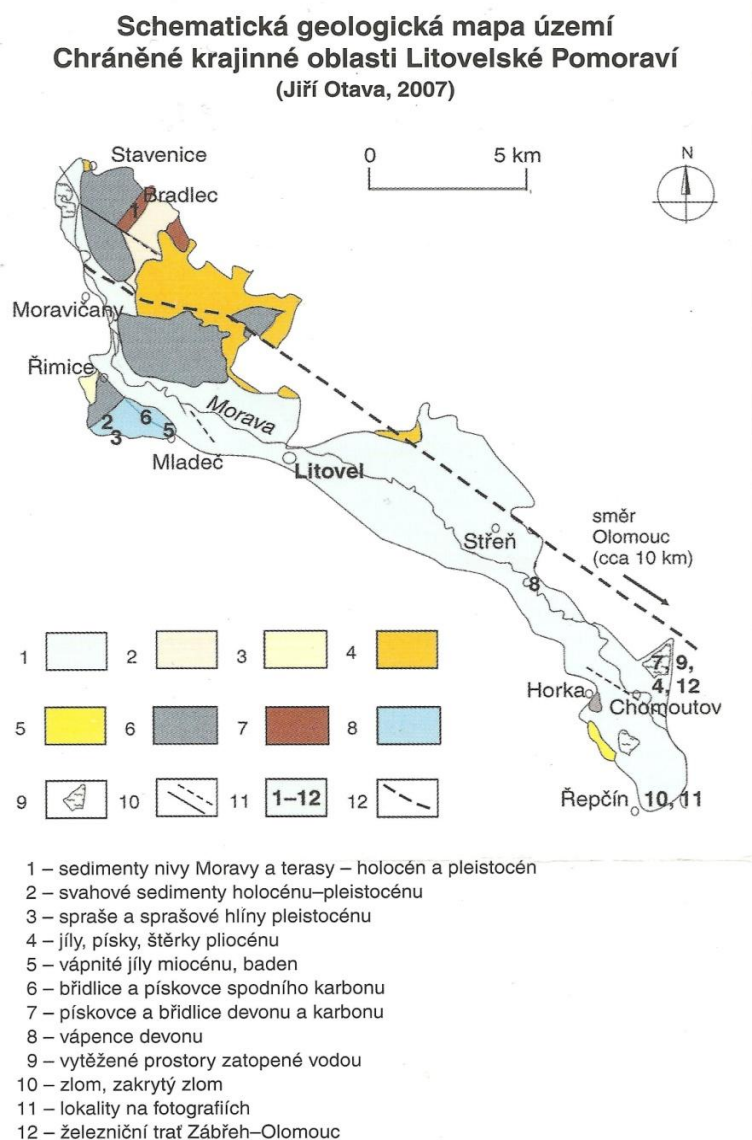 Schematická geologická mapa území
Chráněné krajinné oblasti Litovelské Pomoraví
(Jiří Otava, 2007)
Stavenice
0 5 km
N
Bradlec
1
Moravičany
Řimice
Morava
6
2
5
3
Mladeč
Litovel
směr
Olomouc
(cca 10 km)
Střeň
8
7, 9,
4, 12
Horka
Chomoutov
Řepčín
10, 11
1 2 3 4
5 6 7 8
9 10 11 1–12 12
1 – sedimenty nivy Moravy a terasy – holocén a pleistocén
2 – svahové sedimenty holocénu–pleistocénu
3 – spraše a sprašové hlíny pleistocénu
4 – jíly, písky, štěrky pliocénu
5 – vápnité jíly miocénu, baden
6 – břidlice a pískovce spodního karbonu
7 – pískovce a břidlice devonu a karbonu
8 – vápence devonu
9 – vytěžené prostory zatopené vodou
10 – zlom, zakrytý zlom
11 – lokality na fotografiích
12 – železniční trať Zábřeh–Olomouc